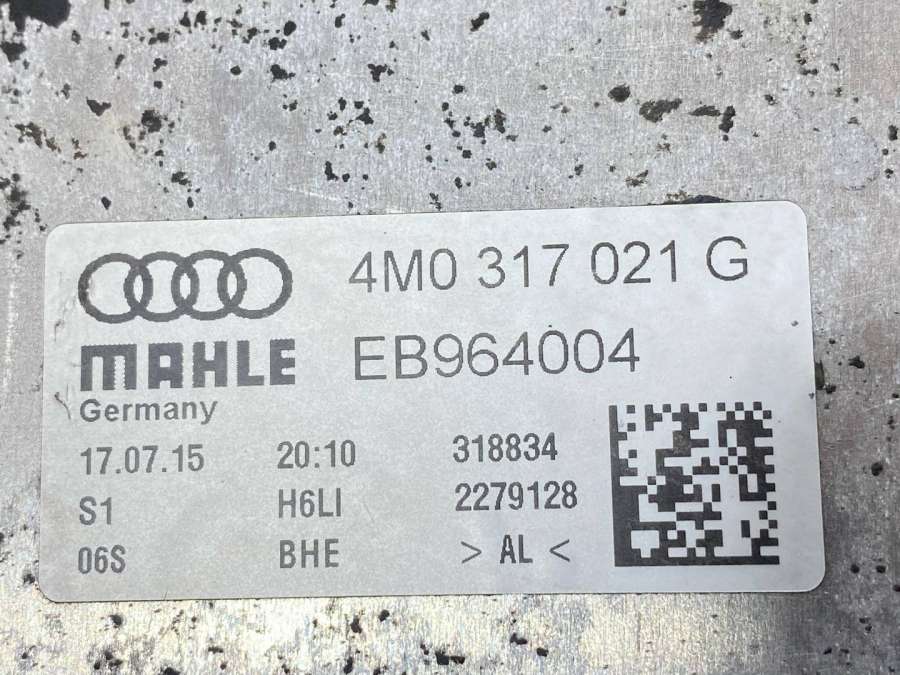 4M0 317 021 G
MAHLE EB964004
Germany
17.07.15 20:10 318834
S1 H6LI 2279128
06S BHE > AL <